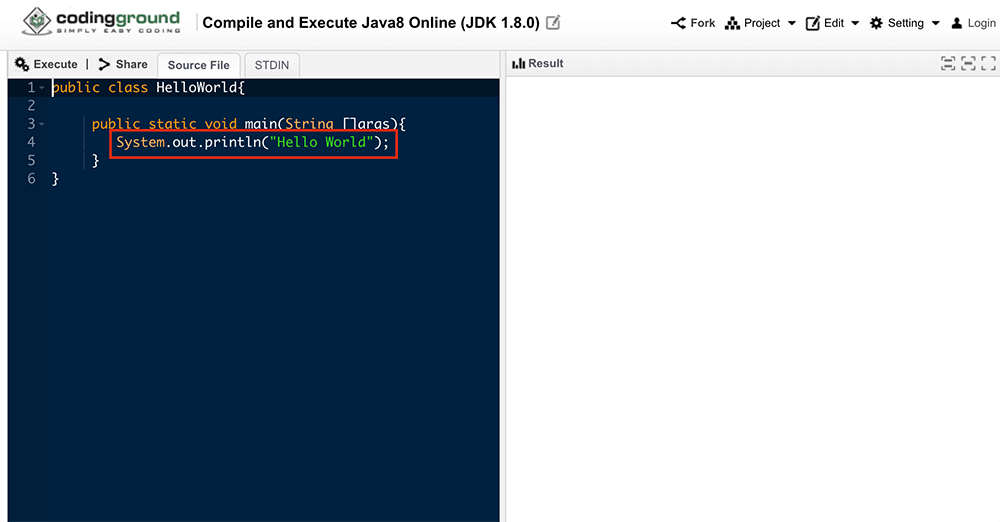 codingground
SIMPLY EASY CODING
Compile and Execute Java8 Online (JDK 1.8.0)
Fork Project Edit Setting Login
Execute | Share Source File STDIN
Result
1 public class HelloWorld{
2
3 public static void main(String []args){
4 System.out.println("Hello World");
5 }
6 }